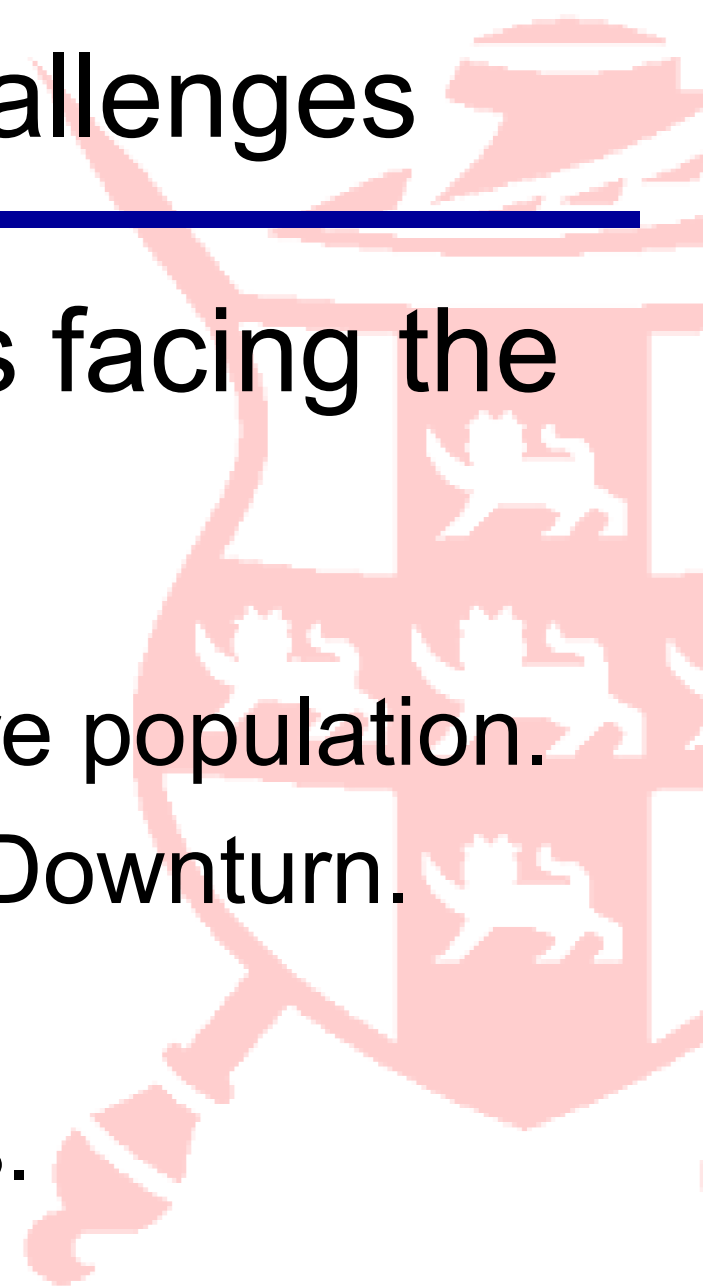 allenges
s facing the
e population.
Downturn.
.